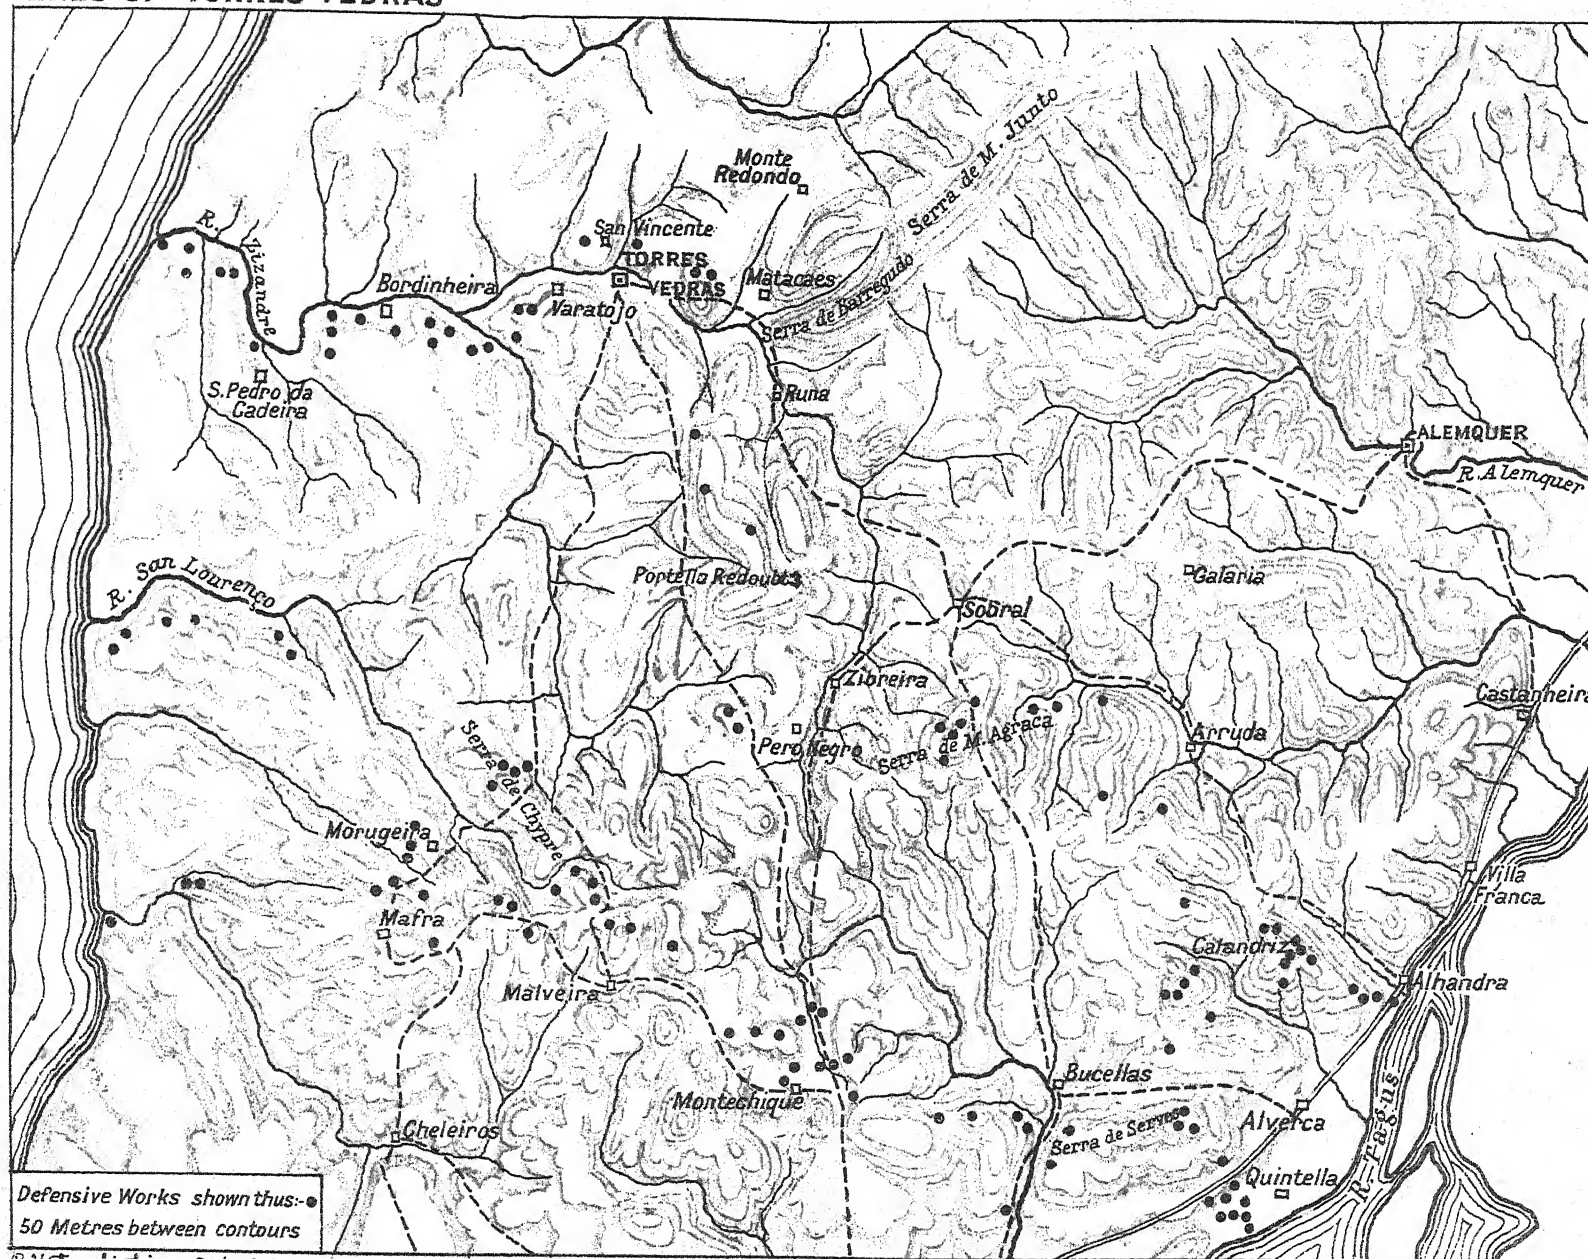 TORRES VEDRAS
Monte
Redondo
Serra de M. Junto
San Vincente
TORRES
VEDRAS
Matacaes
Serra de Barregudo
R. Zizandre
Bordinheira
Varatojo
S. Pedro da
Cadeira
Runa
ALEMQUER
R. Alemquer
R. San Lourenço
Portella Redoubts
Galaria
Sobral
Zibreira
Castanheira
Pero Negro
Serra de M. Agraca
Arruda
Serra de Chypre
Morugeira
Villa
Franca
Mafra
Calandriz
Malveira
Alhandra
Bucellas
Montechique
Cheleiros
Serra de Serves
Alverca
R. Tagus
Quintella
Defensive Works shown thus:-
50 Metres between contours